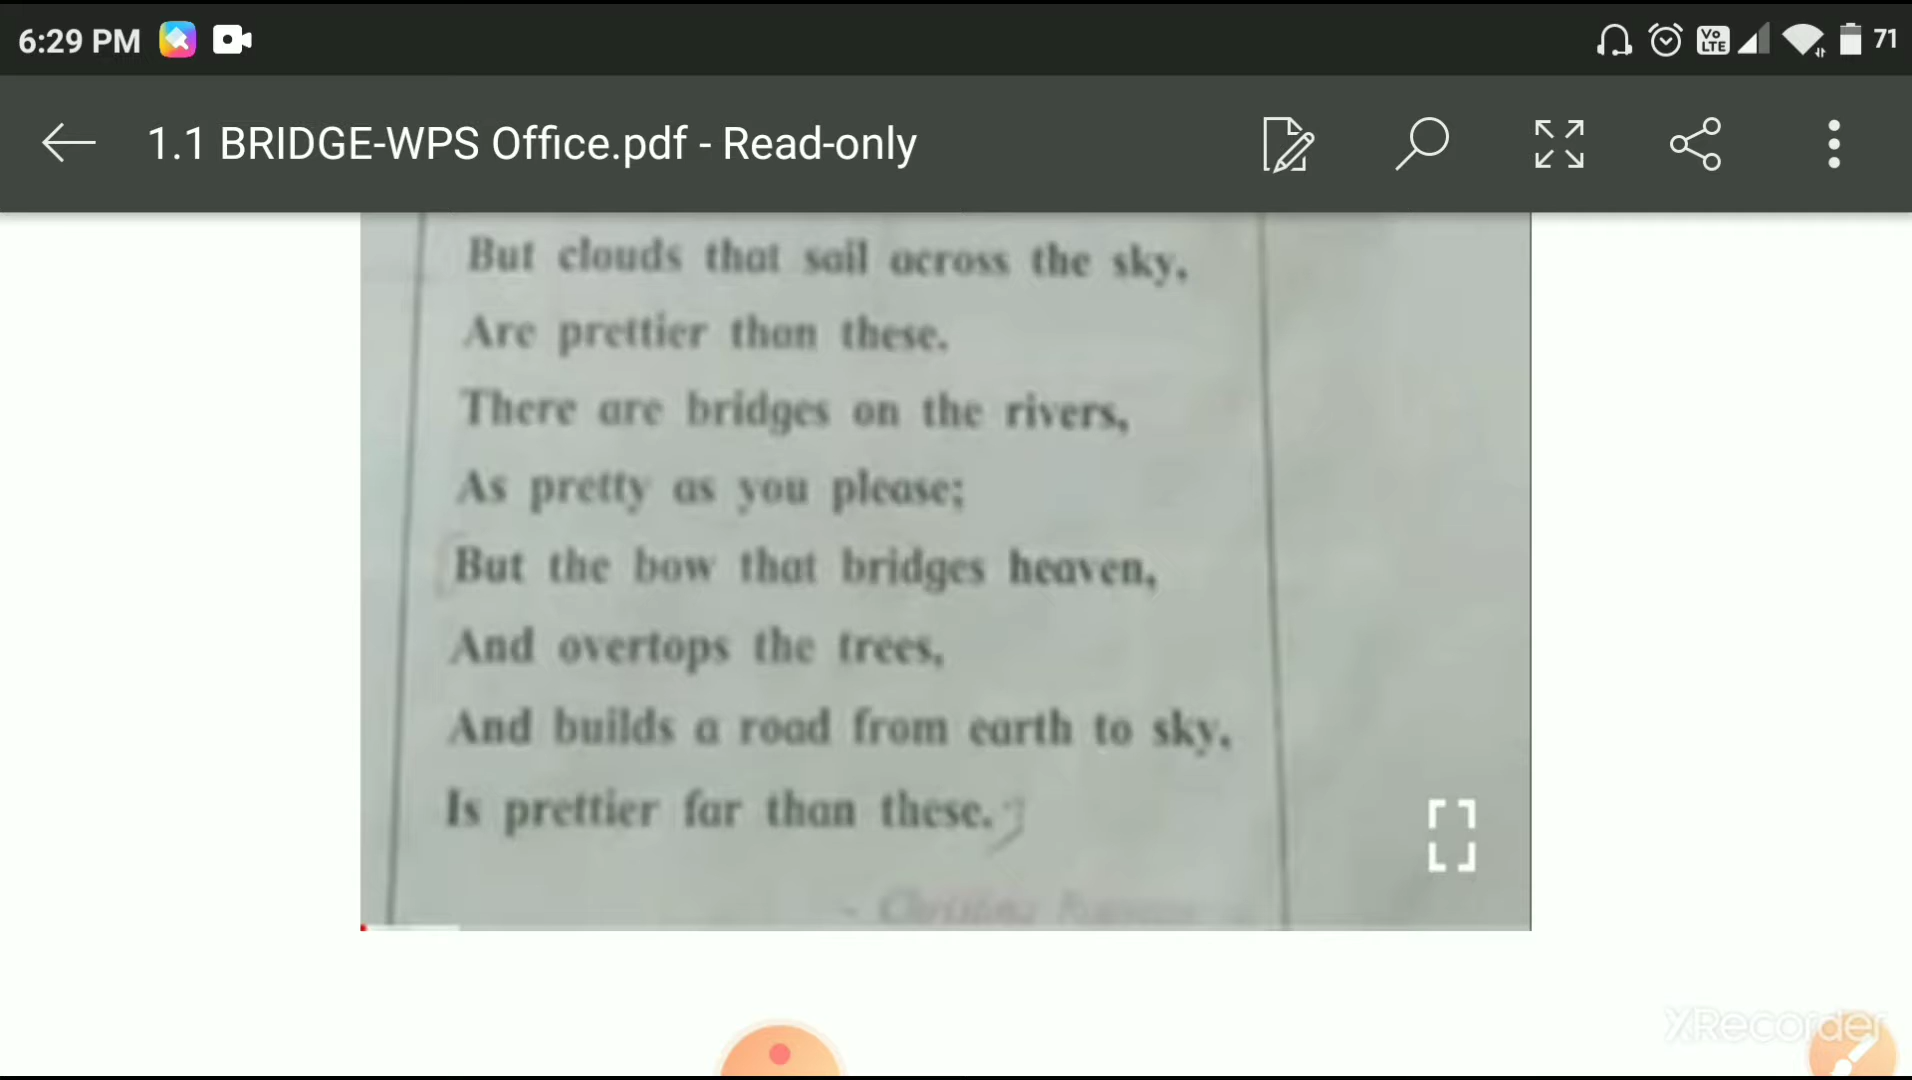 6:29 PM
Vo LTE
71
1.1 BRIDGE-WPS Office.pdf - Read-only
But clouds that sail across the sky,
Are prettier than these.
There are bridges on the rivers,
As pretty as you please;
But the bow that bridges heaven,
And overtops the trees,
And builds a road from earth to sky,
Is prettier far than these.
- Christina
XRecorder